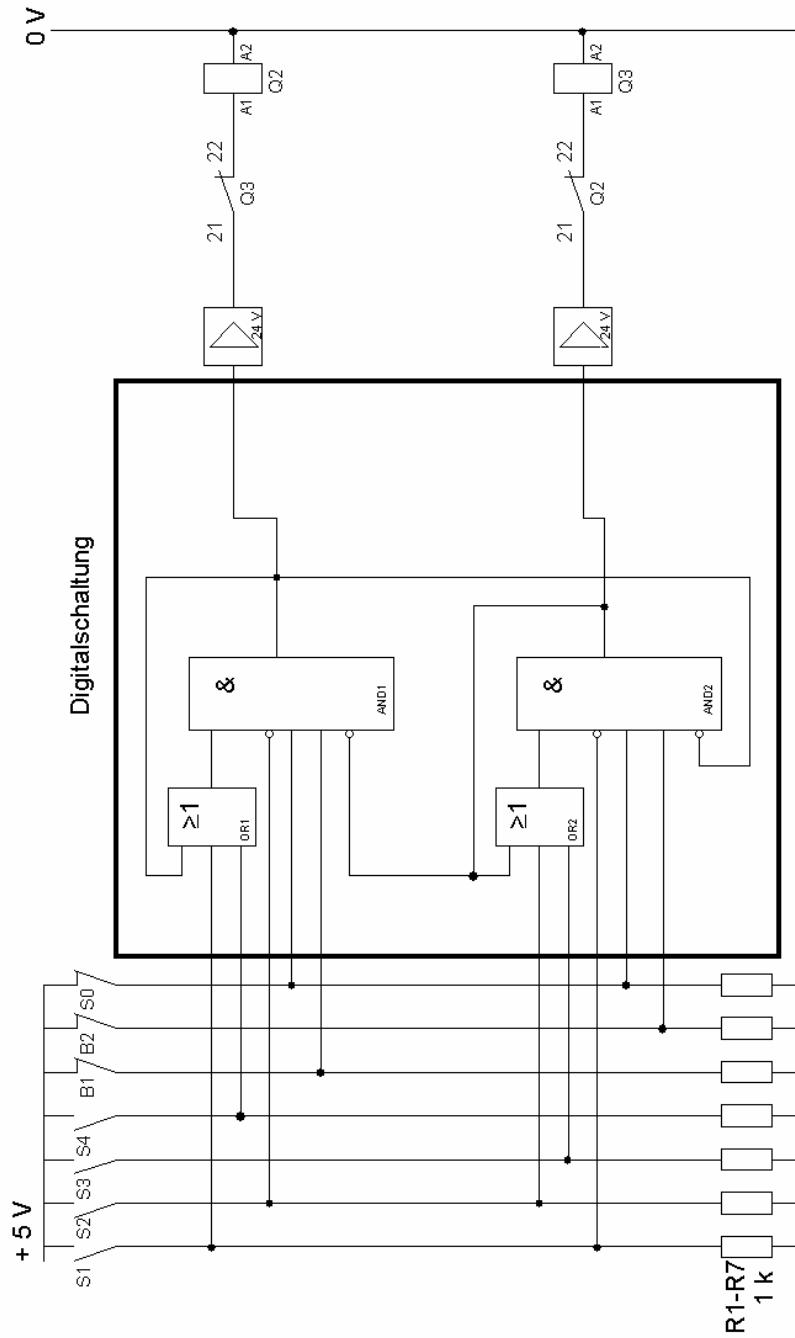 0 V
A2
Q2
A1
22
Q3
21
24 V
A2
Q3
A1
22
Q2
21
24 V
Digitalschaltung
&
AND1
&
AND2
≥1
OR1
≥1
OR2
+ 5 V
S0
B2
B1
S4
S3
S2
S1
R1-R7
1 k